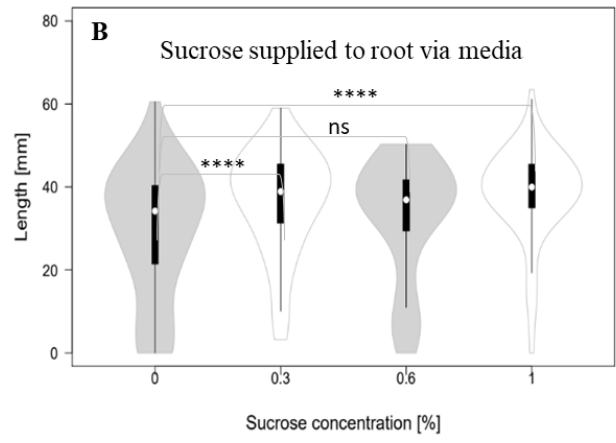 B
Sucrose supplied to root via media
80
60
40
20
0
Length [mm]
****
ns
****
0 0.3 0.6 1
Sucrose concentration [%]